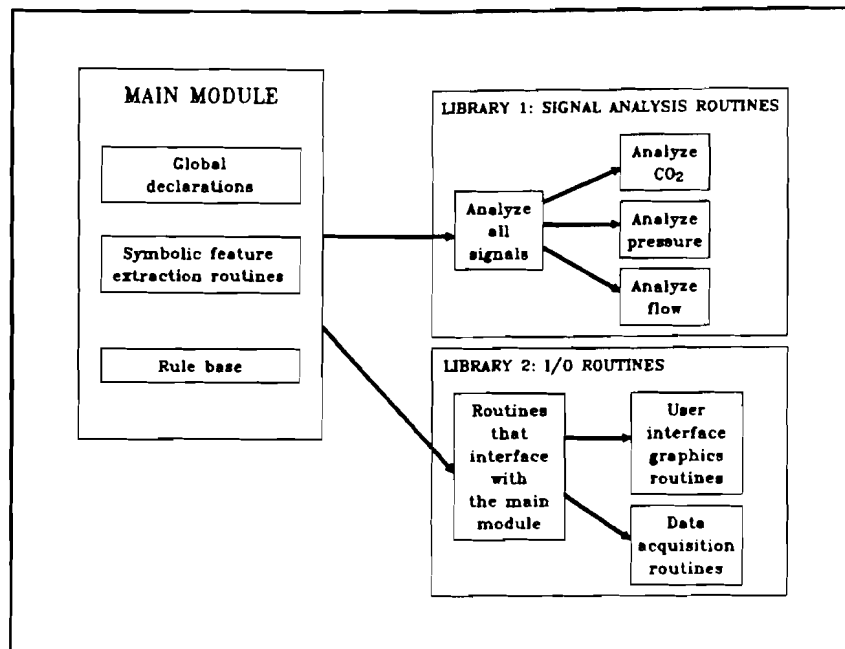 MAIN MODULE
Global
declarations
Symbolic feature
extraction routines
Rule base
LIBRARY 1: SIGNAL ANALYSIS ROUTINES
Analyze
all
signals
Analyze
CO₂
Analyze
pressure
Analyze
flow
LIBRARY 2: I/O ROUTINES
Routines
that
interface
with
the main
module
User
interface
graphics
routines
Data
acquisition
routines